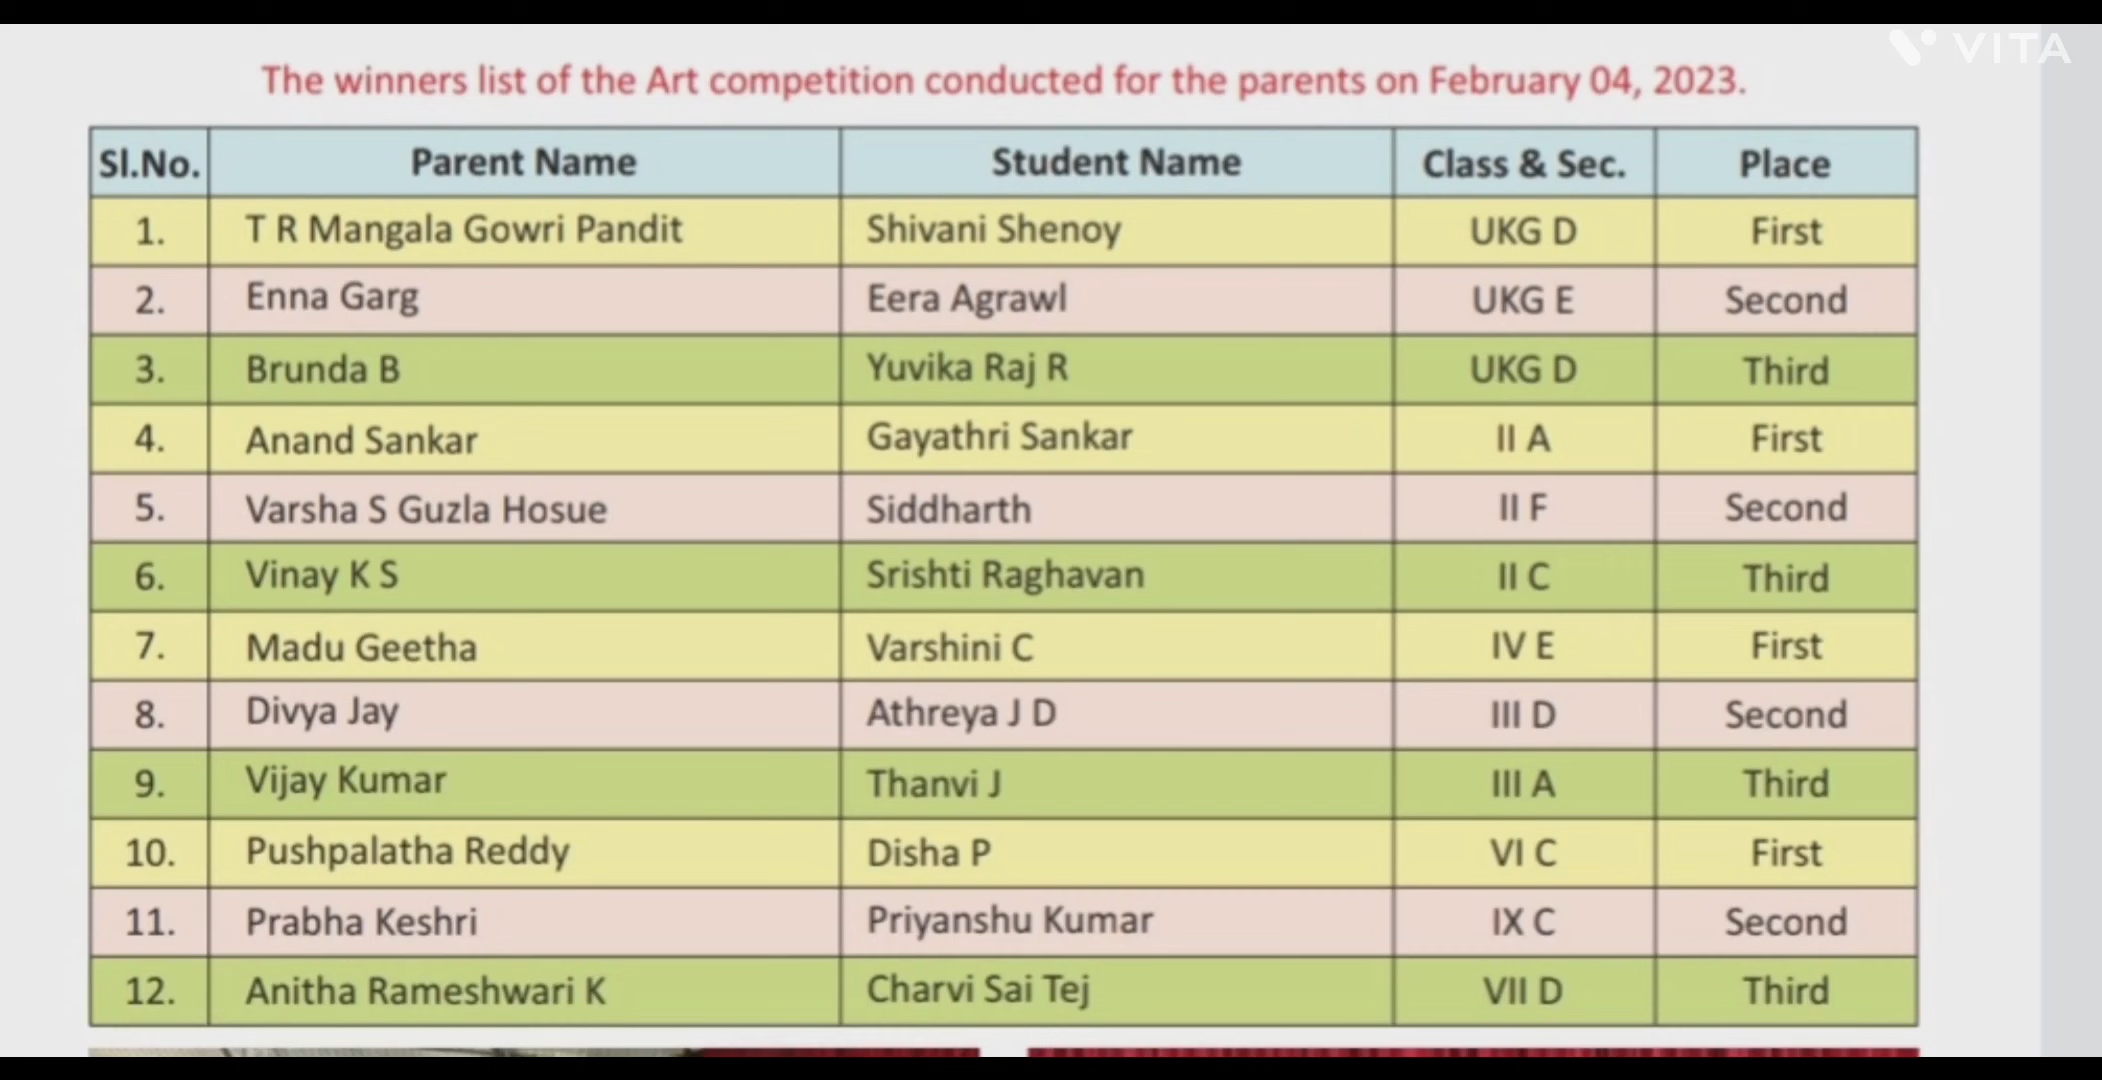 VITA
The winners list of the Art competition conducted for the parents on February 04, 2023.
Sl.No. Parent Name Student Name Class & Sec. Place
1. T R Mangala Gowri Pandit Shivani Shenoy UKG D First
2. Enna Garg Eera Agrawl UKG E Second
3. Brunda B Yuvika Raj R UKG D Third
4. Anand Sankar Gayathri Sankar II A First
5. Varsha S Guzla Hosue Siddharth II F Second
6. Vinay K S Srishti Raghavan II C Third
7. Madu Geetha Varshini C IV E First
8. Divya Jay Athreya J D III D Second
9. Vijay Kumar Thanvi J III A Third
10. Pushpalatha Reddy Disha P VI C First
11. Prabha Keshri Priyanshu Kumar IX C Second
12. Anitha Rameshwari K Charvi Sai Tej VII D Third